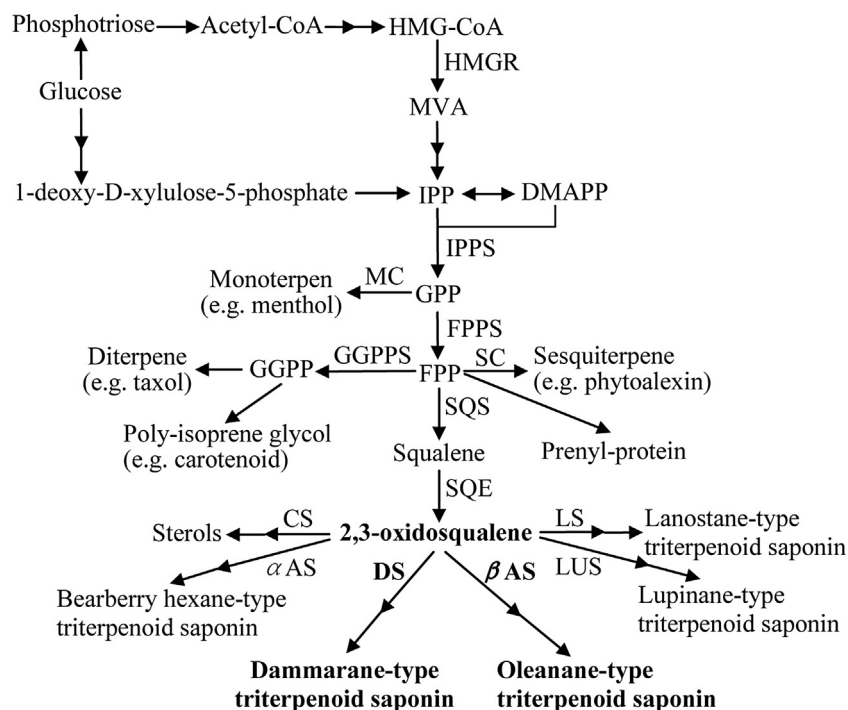 Phosphotriose
Acetyl-CoA
HMG-CoA
HMGR
Glucose
MVA
1-deoxy-D-xylulose-5-phosphate
IPP
DMAPP
IPPS
Monoterpen
(e.g. menthol)
MC
GPP
FPPS
Diterpene
(e.g. taxol)
GGPP
GGPPS
FPP
SC
Sesquiterpene
(e.g. phytoalexin)
SQS
Poly-isoprene glycol
(e.g. carotenoid)
Squalene
Prenyl-protein
SQE
Sterols
CS
2,3-oxidosqualene
LS
Lanostane-type
triterpenoid saponin
αAS
DS
βAS
LUS
Bearberry hexane-type
triterpenoid saponin
Lupinane-type
triterpenoid saponin
Dammarane-type
triterpenoid saponin
Oleanane-type
triterpenoid saponin